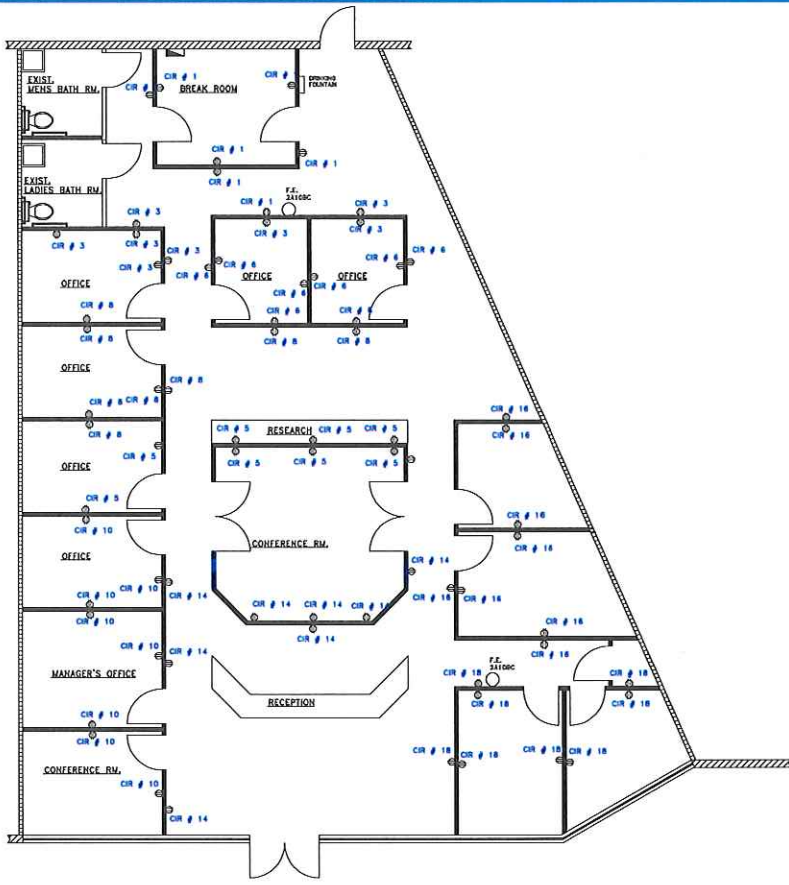 EXIST.
MENS BATH RM.
CIR #
CIR # 1
BREAK ROOM
DRINKING
FOUNTAIN
CIR # 1
CIR # 1
CIR # 1
EXIST.
LADIES BATH RM.
F.E.
2A10BC
CIR # 3
CIR # 1
CIR # 3
CIR # 3
CIR # 3
CIR # 3
CIR # 3
CIR # 3
CIR # 3
CIR # 6
CIR # 6
CIR # 6
CIR # 6
OFFICE
OFFICE
OFFICE
CIR # 6
CIR # 8
CIR # 6
CIR # 6
CIR # 8
CIR # 8
CIR # 8
OFFICE
CIR # 8
CIR # 8
CIR # 8
CIR # 8
CIR # 16
CIR # 16
RESEARCH
CIR # 5
CIR # 5
CIR # 5
CIR # 5
CIR # 5
CIR # 5
CIR # 5
OFFICE
CIR # 5
CIR # 10
CIR # 16
CIR # 16
OFFICE
CONFERENCE RM.
CIR # 14
CIR # 10
CIR # 14
CIR # 16
CIR # 16
CIR # 10
CIR # 10
CIR # 14
CIR # 14
CIR # 14
CIR # 14
CIR # 16
CIR # 16
CIR # 10
CIR # 14
F.E.
2A10BC
MANAGER'S OFFICE
CIR # 18
CIR # 18
CIR # 18
CIR # 18
RECEPTION
CIR # 10
CIR # 10
CIR # 18
CIR # 18
CIR # 18
CIR # 18
CONFERENCE RM.
CIR # 10
CIR # 14